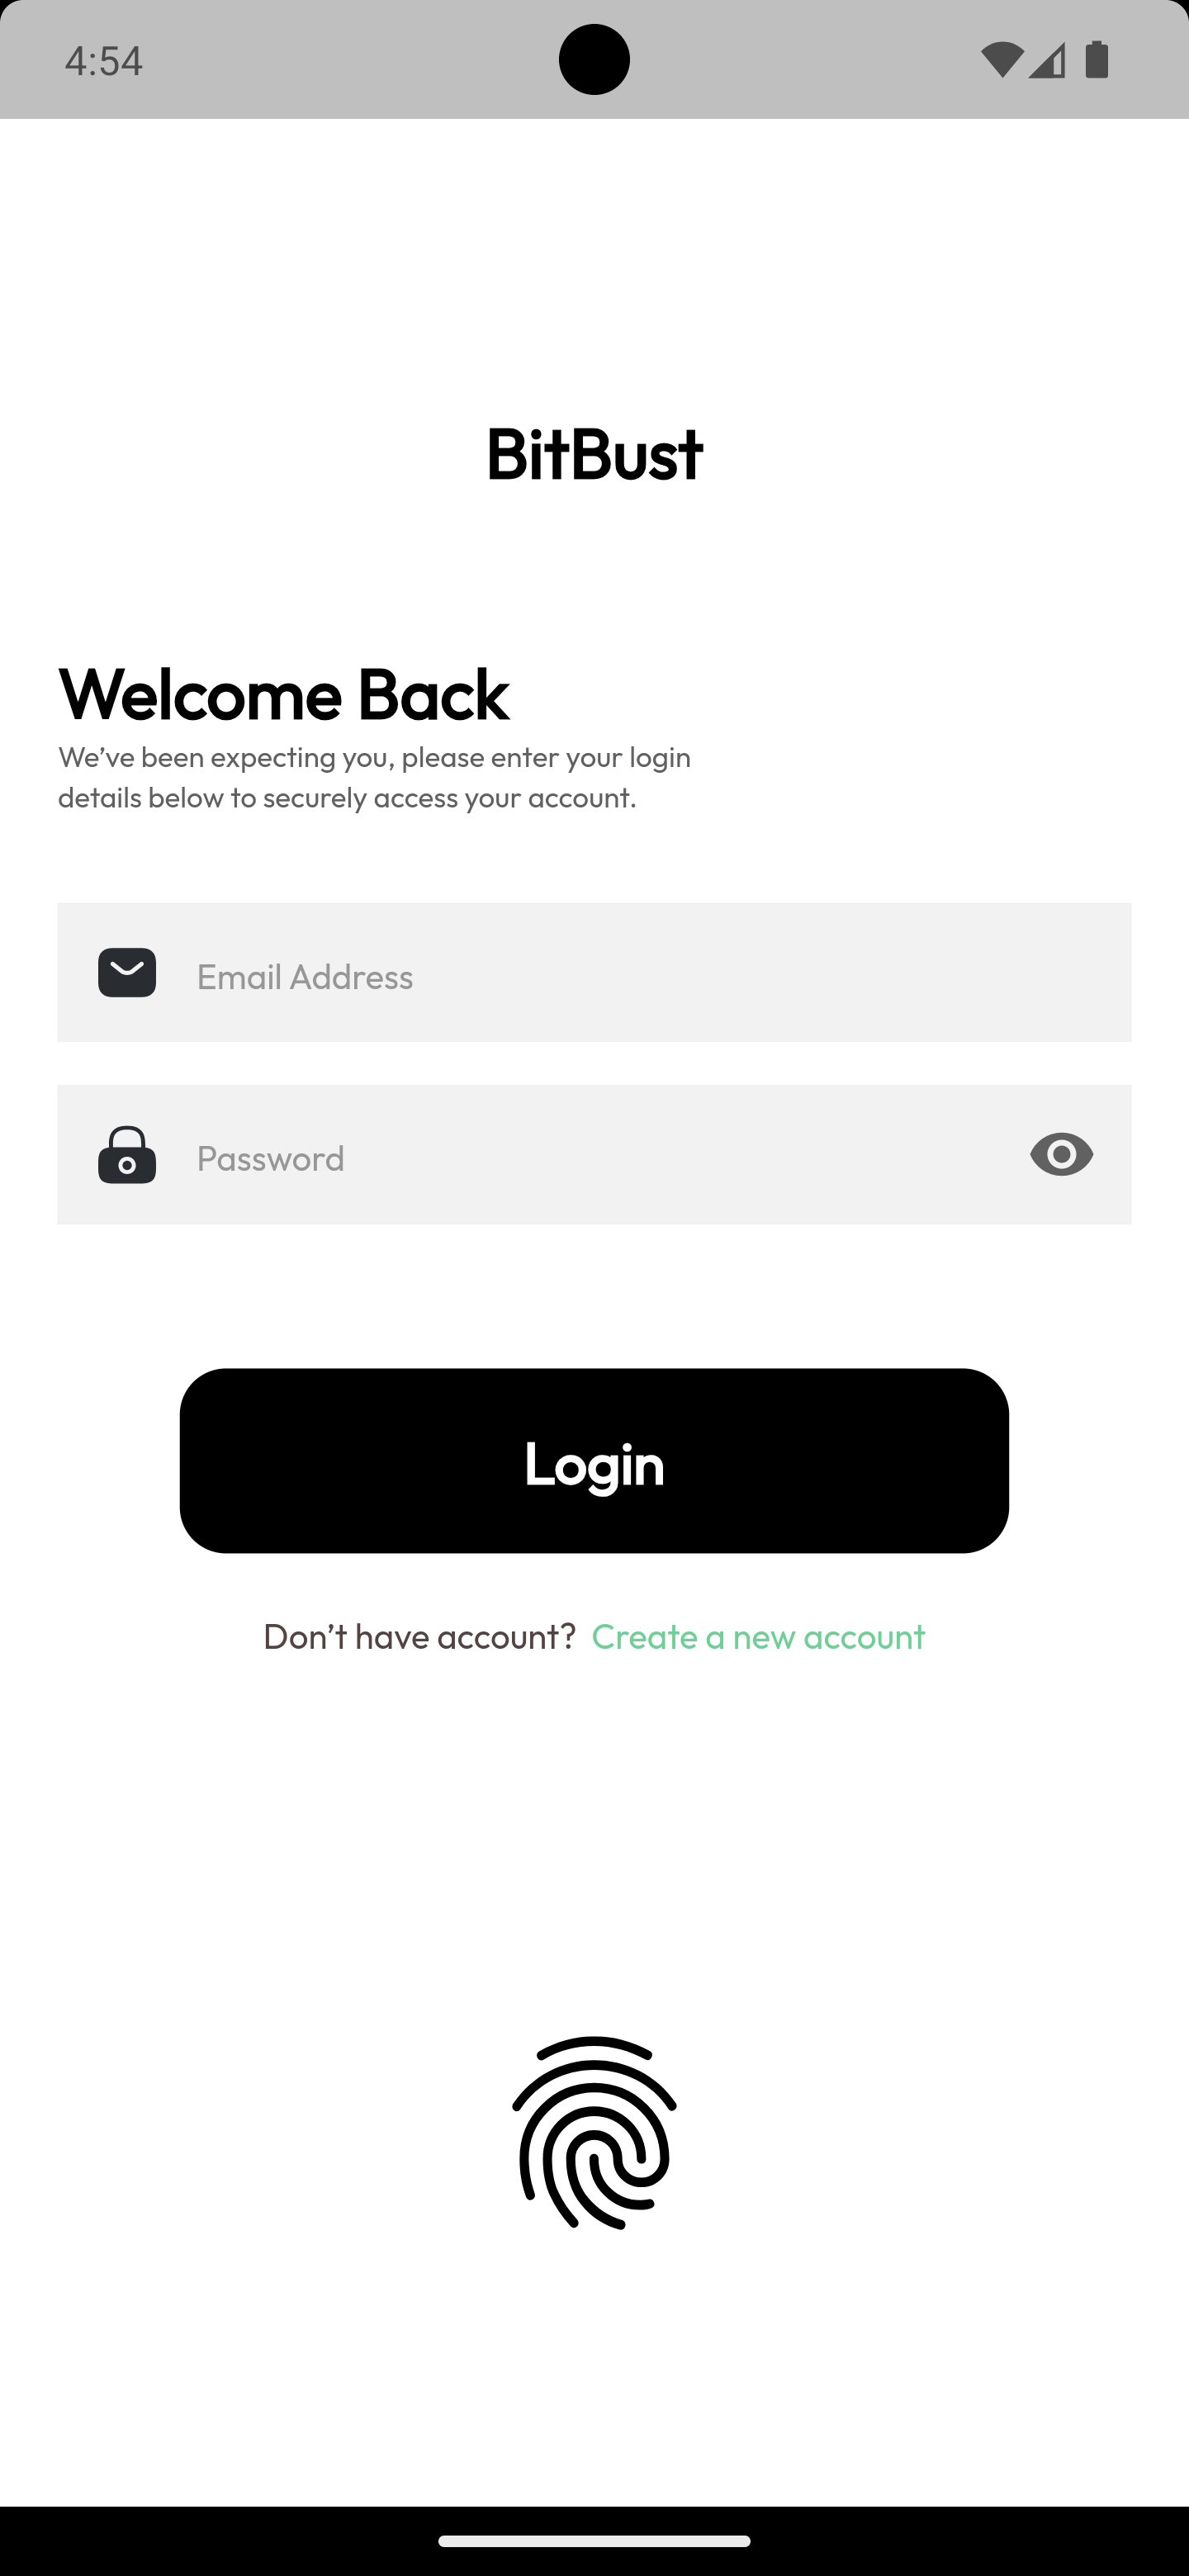 4:54
BitBust
Welcome Back
We’ve been expecting you, please enter your login
details below to securely access your account.
Email Address
Password
Login
Don’t have account? Create a new account